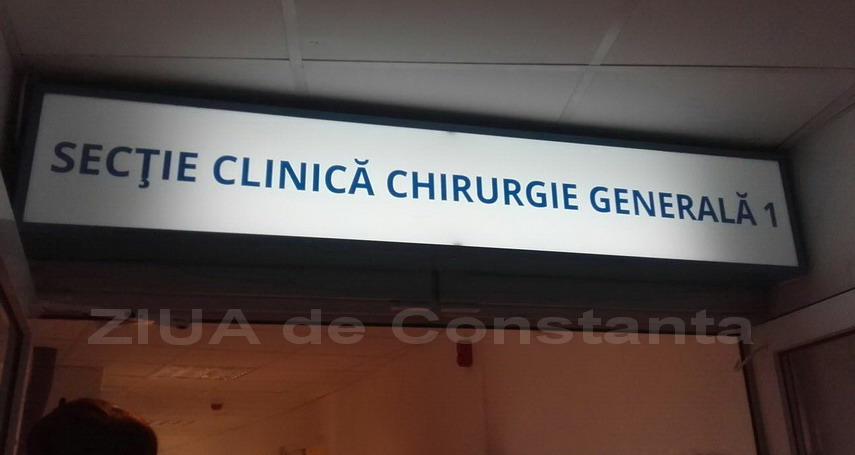 SECŢIE CLINICĂ CHIRURGIE GENERALĂ 1
ZIUA de Constanta